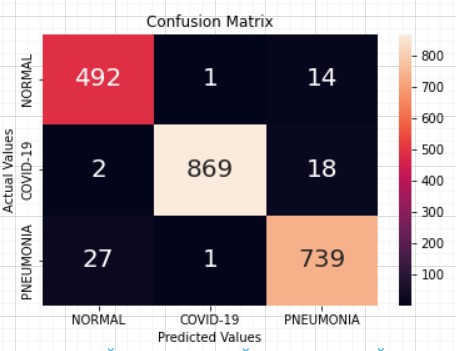 Confusion Matrix
NORMAL 492 1 14
COVID-19 2 869 18
PNEUMONIA 27 1 739
Actual Values
NORMAL COVID-19 PNEUMONIA
Predicted Values
800
700
600
500
400
300
200
100